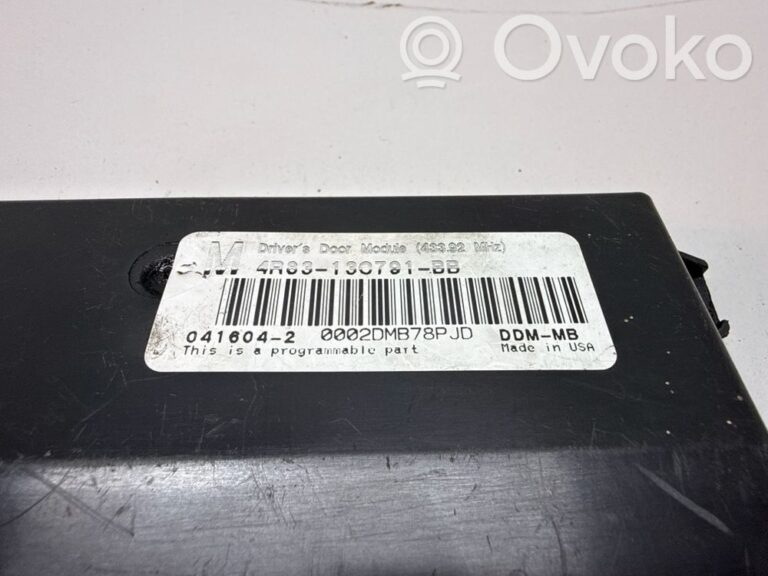 Ovoko
M Driver's Door Module (433.92 MHz)
4R83-13C791-BB
041604-2 0002DMB78PJD DDM-MB
This is a programmable part Made in USA